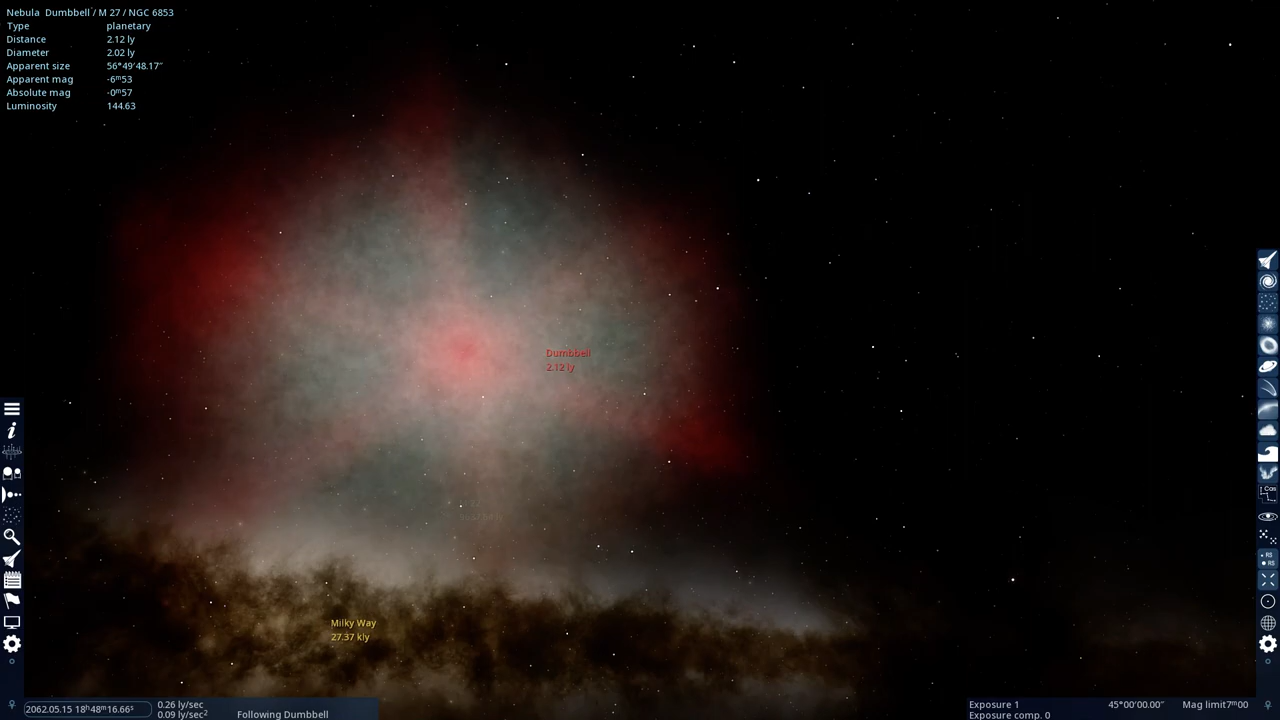 Nebula Dumbbell / M 27 / NGC 6853
Type planetary
Distance 2.12 ly
Diameter 2.02 ly
Apparent size 56°49′48.17″
Apparent mag -6ᵐ53
Absolute mag -0ᵐ57
Luminosity 144.63
Dumbbell
2.12 ly
Milky Way
27.37 kly
Cas
RS
RS
2062.05.15 18ʰ48ᵐ16.66ˢ
0.26 ly/sec
0.09 ly/sec²
Following Dumbbell
Exposure 1
Exposure comp. 0
45°00′00.00″
Mag limit 7ᵐ00